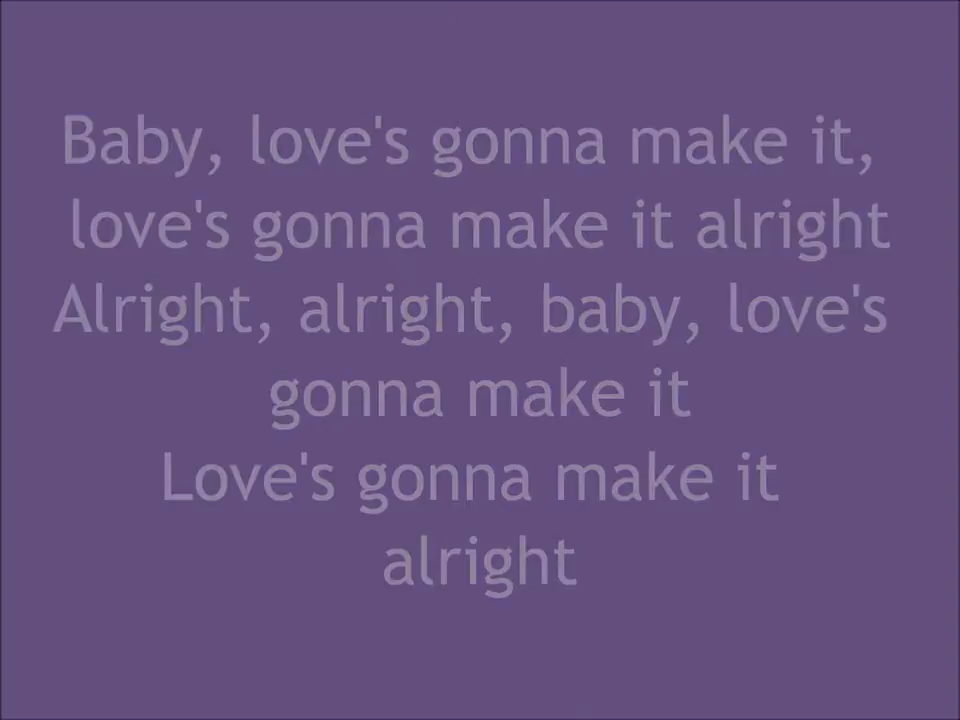 Baby, love's gonna make it,
love's gonna make it alright
Alright, alright, baby, love's
gonna make it
Love's gonna make it
alright